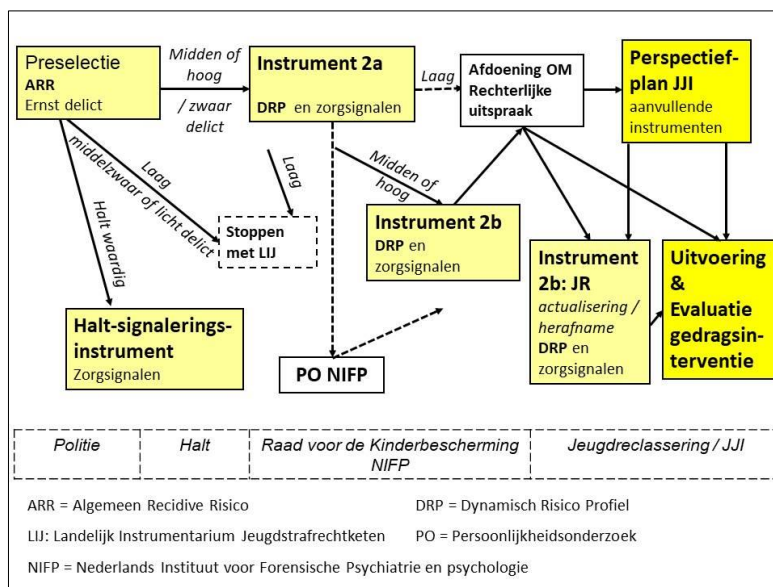 Preselectie
ARR
Ernst delict
Midden of
hoog
/ zwaar
delict
Instrument 2a
DRP en zorgsignalen
Laag
Afdoening OM
Rechterlijke
uitspraak
Perspectief-
plan JJI
aanvullende
instrumenten
Laag
middelzwaar of licht delict
Halt waardig
Laag
Stoppen
met LIJ
Midden of
hoog
Instrument 2b
DRP en
zorgsignalen
Instrument
2b: JR
actualisering /
herafname
DRP en
zorgsignalen
Uitvoering
&
Evaluatie
gedragsin-
terventie
Halt-signalerings-
instrument
Zorgsignalen
PO NIFP
Politie
Halt
Raad voor de Kinderbescherming
NIFP
Jeugdreclassering / JJI
ARR = Algemeen Recidive Risico
DRP = Dynamisch Risico Profiel
LIJ: Landelijk Instrumentarium Jeugdstrafrechtketen
PO = Persoonlijkheidsonderzoek
NIFP = Nederlands Instituut voor Forensische Psychiatrie en psychologie